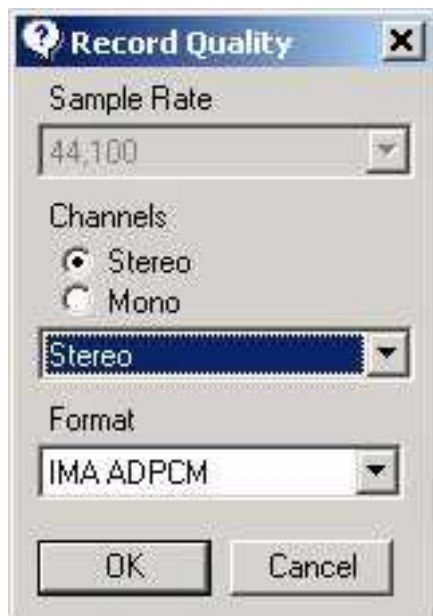 Record Quality
Sample Rate
44,100
Channels
Stereo
Mono
Stereo
Format
IMA ADPCM
OK Cancel